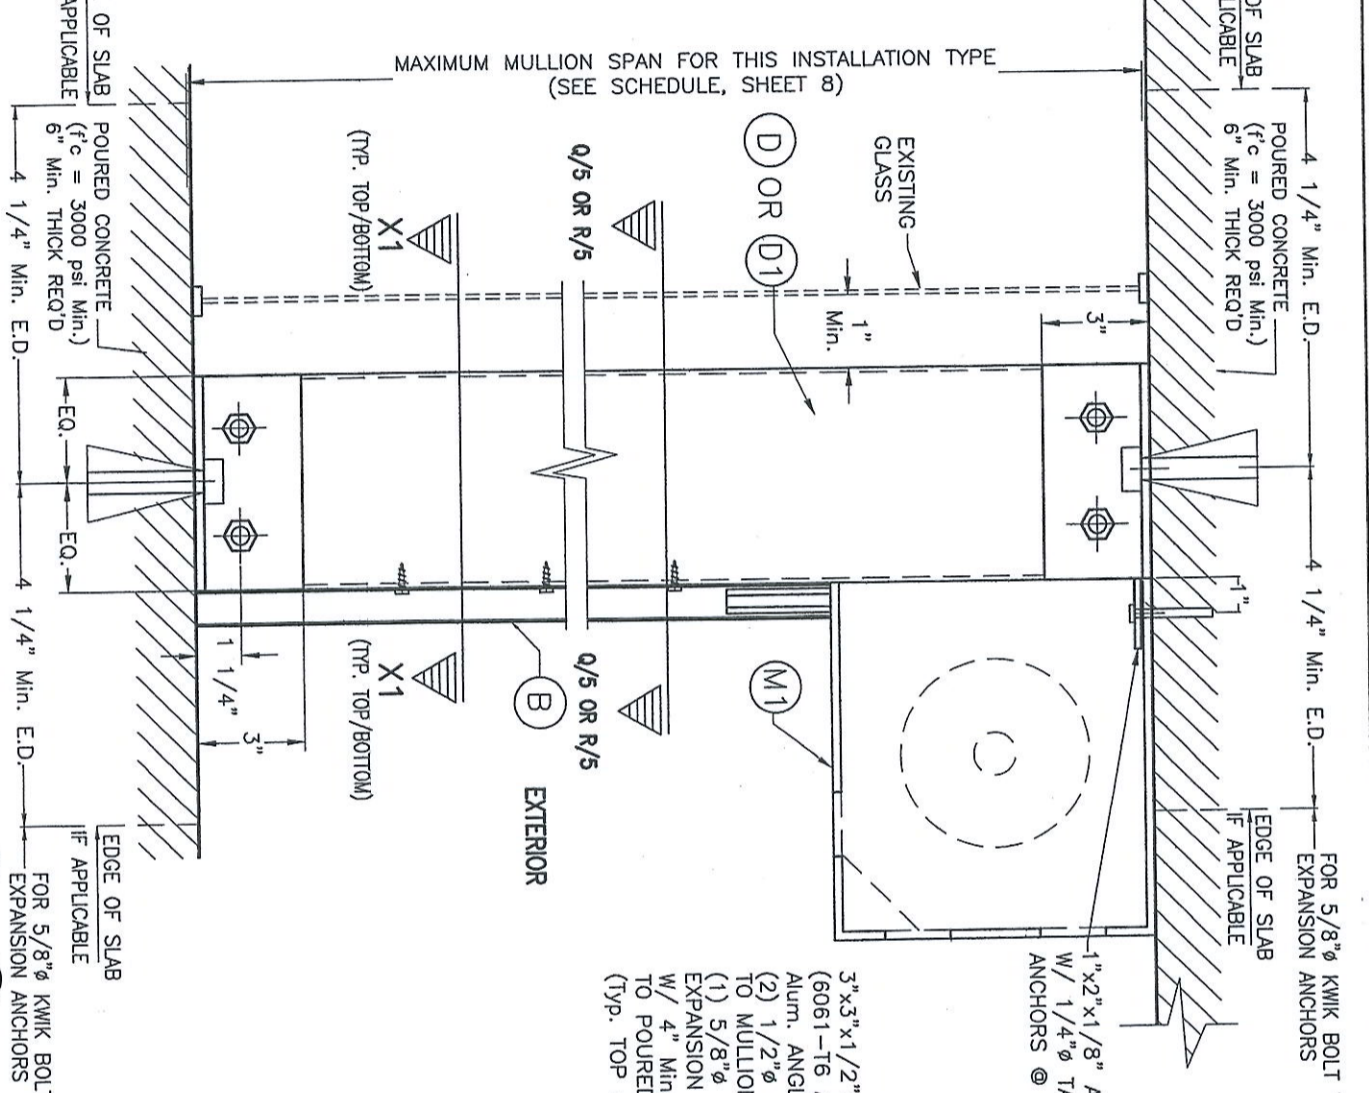 OF SLAB
LICABLE
4 1/4" Min. E.D.
4 1/4" Min. E.D.
POURED CONCRETE
(f'c = 3000 psi Min.)
6" Min. THICK REQ'D
EDGE OF SLAB
IF APPLICABLE
FOR 5/8"ø KWIK BOLT
EXPANSION ANCHORS
MAXIMUM MULLION SPAN FOR THIS INSTALLATION TYPE
(SEE SCHEDULE, SHEET 8)
EXISTING
GLASS
D OR D1
1"
Min.
3"
1"
1"x2"x1/8" A
W/ 1/4"ø TA
ANCHORS @
M1
Q/5 OR R/5
Q/5 OR R/5
X1
(TYP. TOP/BOTTOM)
X1
(TYP. TOP/BOTTOM)
B
EXTERIOR
3"x3"x1/2"
(6061-T6
Alum. ANGL
(2) 1/2"ø
TO MULLION
(1) 5/8"ø
EXPANSION
W/ 4" Min
TO POURED
(Typ. TOP
1 1/4"
3"
EQ.
EQ.
OF SLAB
APPLICABLE
POURED CONCRETE
(f'c = 3000 psi Min.)
6" Min. THICK REQ'D
4 1/4" Min. E.D.
4 1/4" Min. E.D.
EDGE OF SLAB
IF APPLICABLE
FOR 5/8"ø KWIK BOLT
EXPANSION ANCHORS